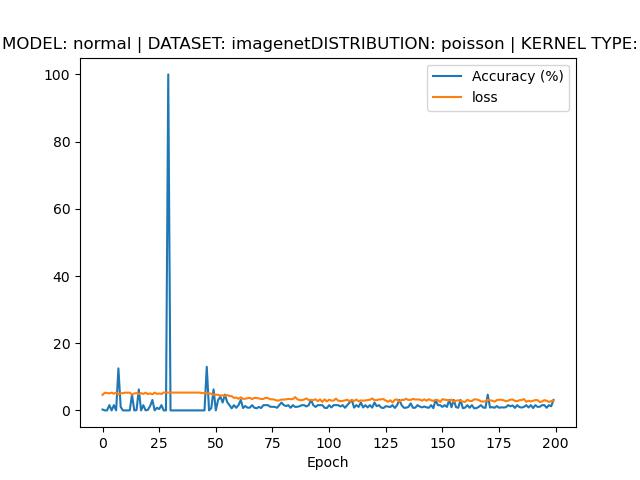 MODEL: normal | DATASET: imagenetDISTRIBUTION: poisson | KERNEL TYPE:
Accuracy (%)
loss
100
80
60
40
20
0
0 25 50 75 100 125 150 175 200
Epoch